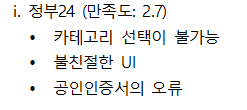 i. 정부24 (만족도: 2.7)
• 카테고리 선택이 불가능
• 불친절한 UI
• 공인인증서의 오류